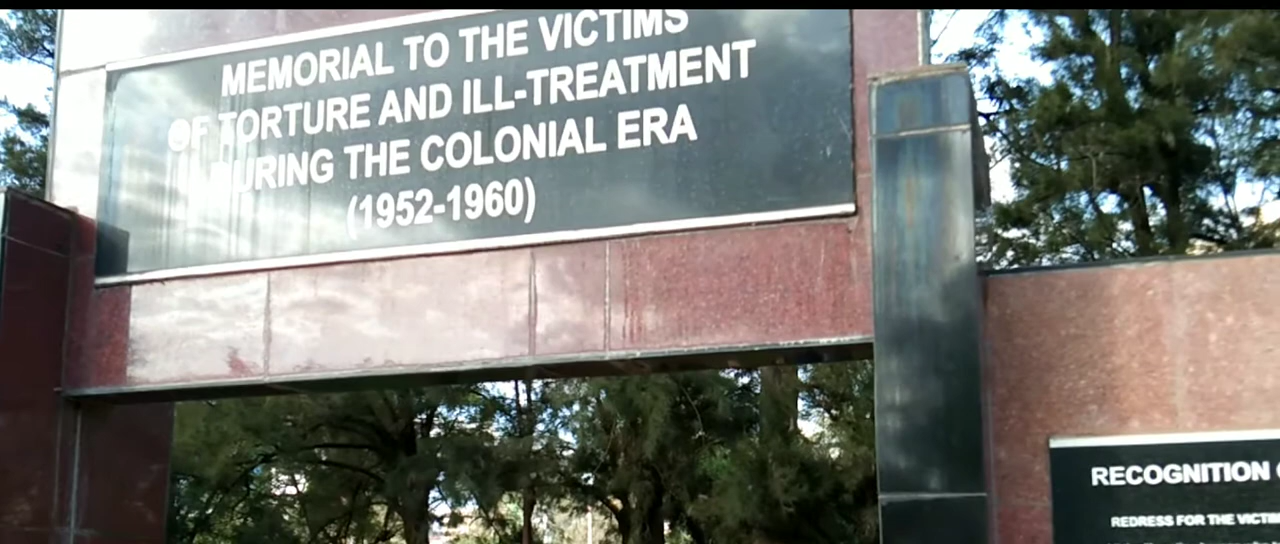 MEMORIAL TO THE VICTIMS
OF TORTURE AND ILL-TREATMENT
DURING THE COLONIAL ERA
(1952-1960)
RECOGNITION
REDRESS FOR THE